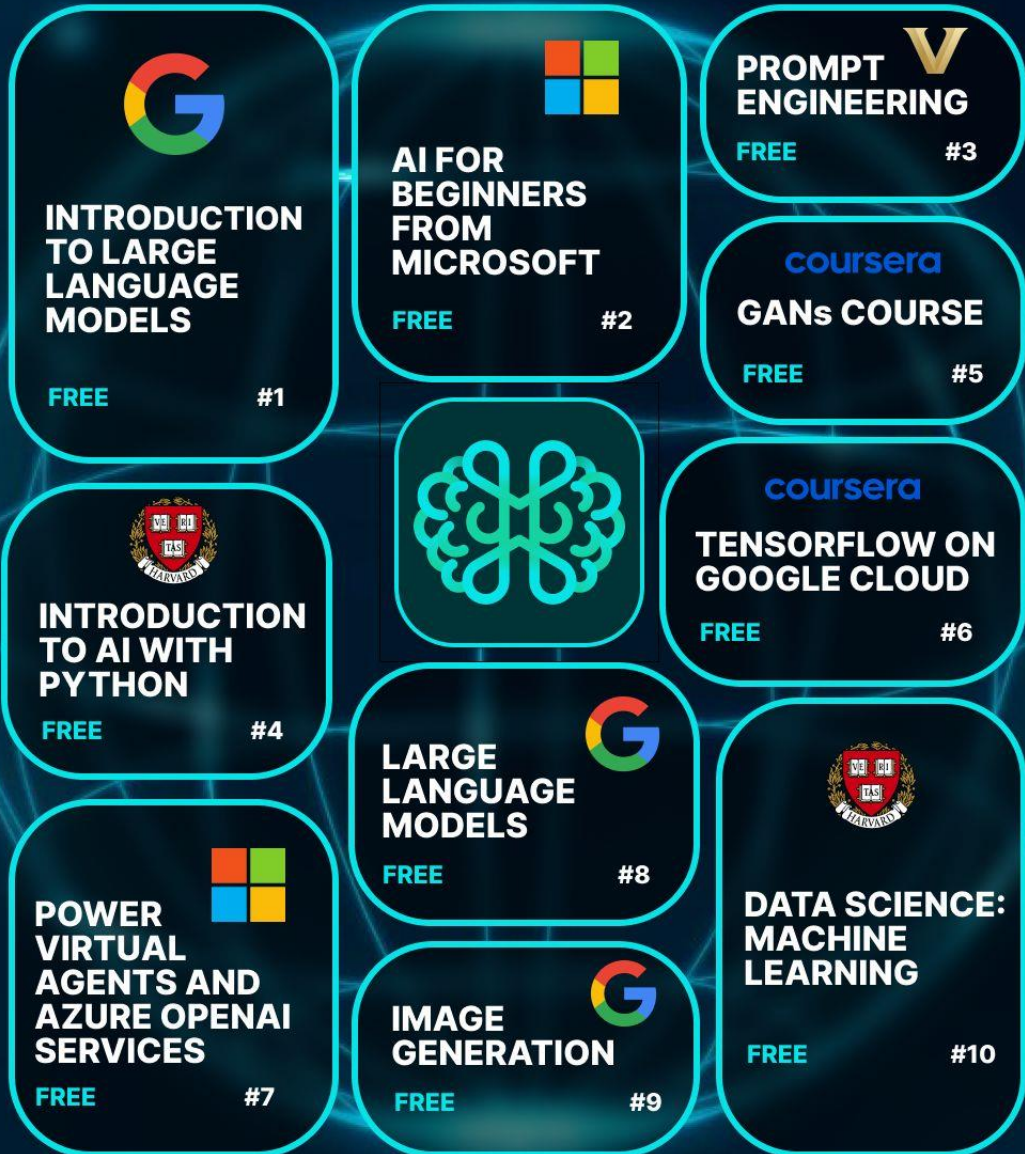 INTRODUCTION
TO LARGE
LANGUAGE
MODELS
FREE #1
AI FOR
BEGINNERS
FROM
MICROSOFT
FREE #2
PROMPT
ENGINEERING
FREE #3
VE RI
TAS
HARVARD
INTRODUCTION
TO AI WITH
PYTHON
FREE #4
coursera
GANs COURSE
FREE #5
coursera
TENSORFLOW ON
GOOGLE CLOUD
FREE #6
POWER
VIRTUAL
AGENTS AND
AZURE OPENAI
SERVICES
FREE #7
LARGE
LANGUAGE
MODELS
FREE #8
IMAGE
GENERATION
FREE #9
VE RI
TAS
HARVARD
DATA SCIENCE:
MACHINE
LEARNING
FREE #10